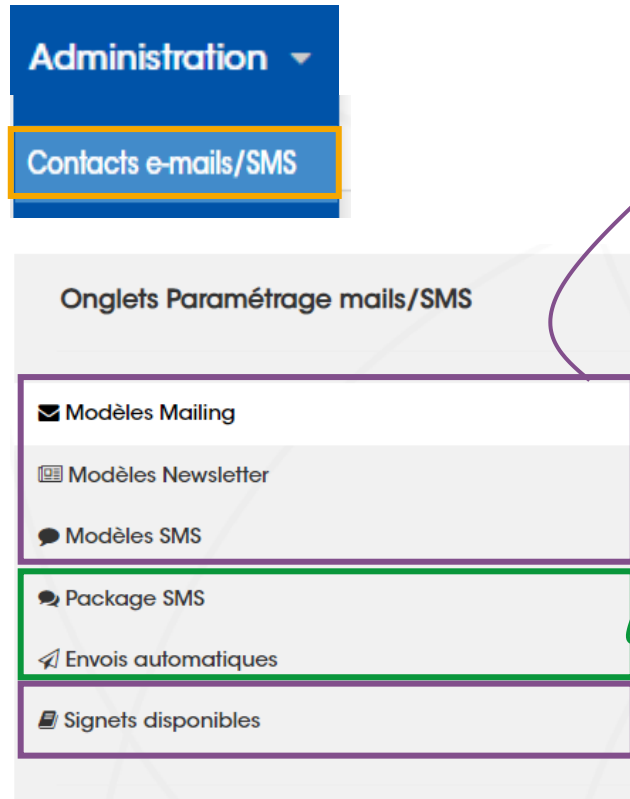 Administration
Contacts e-mails/SMS
Onglets Paramétrage mails/SMS
Modèles Mailing
Modèles Newsletter
Modèles SMS
Package SMS
Envois automatiques
Signets disponibles